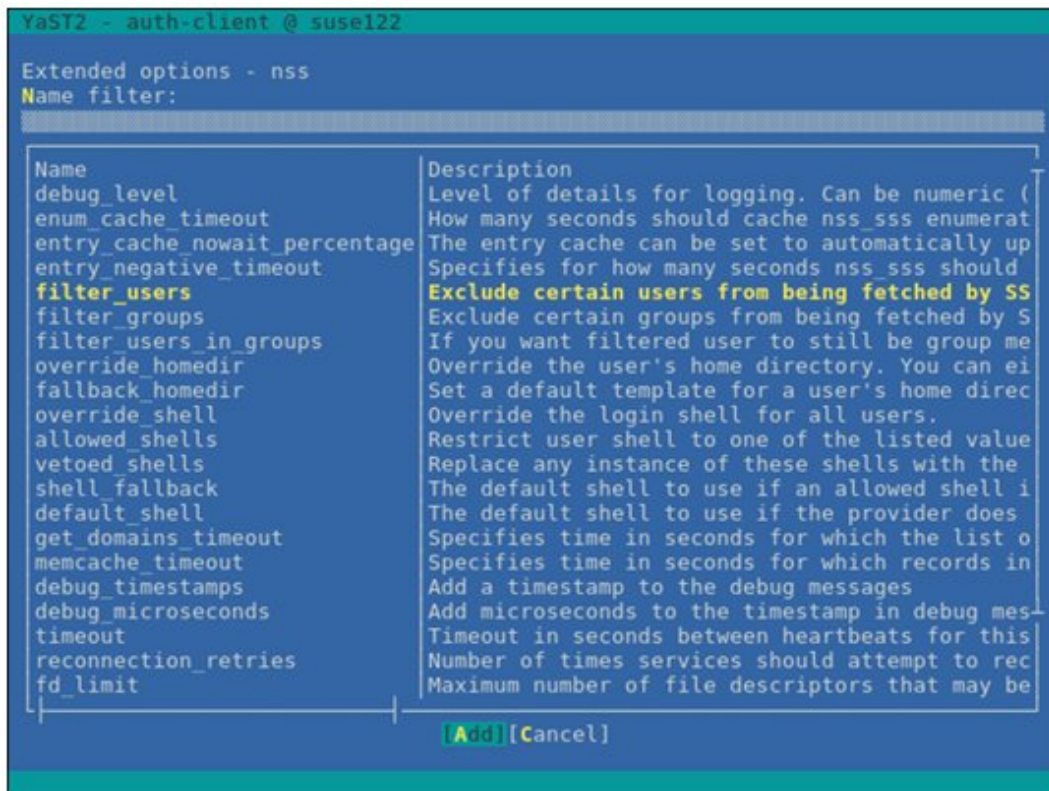 YaST2 - auth-client @ suse122
Extended options - nss
Name filter:
Name Description
debug_level Level of details for logging. Can be numeric (
enum_cache_timeout How many seconds should cache nss_sss enumerat
entry_cache_nowait_percentage The entry cache can be set to automatically up
entry_negative_timeout Specifies for how many seconds nss_sss should
filter_users Exclude certain users from being fetched by SS
filter_groups Exclude certain groups from being fetched by S
filter_users_in_groups If you want filtered user to still be group me
override_homedir Override the user's home directory. You can ei
fallback_homedir Set a default template for a user's home direc
override_shell Override the login shell for all users.
allowed_shells Restrict user shell to one of the listed value
vetoed_shells Replace any instance of these shells with the
shell_fallback The default shell to use if an allowed shell i
default_shell The default shell to use if the provider does
get_domains_timeout Specifies time in seconds for which the list o
memcache_timeout Specifies time in seconds for which records in
debug_timestamps Add a timestamp to the debug messages
debug_microseconds Add microseconds to the timestamp in debug mes
timeout Timeout in seconds between heartbeats for this
reconnection_retries Number of times services should attempt to rec
fd_limit Maximum number of file descriptors that may be
[Add][Cancel]